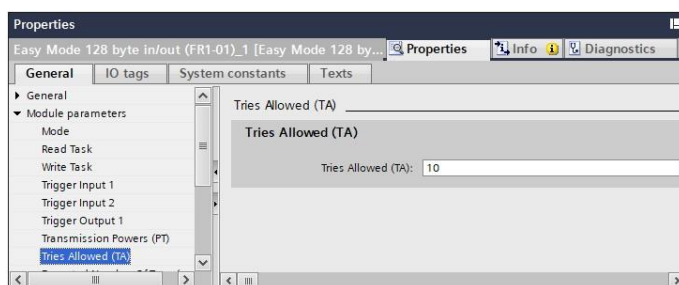 Properties
Easy Mode 128 byte in/out (FR1-01)_1 [Easy Mode 128 by... Properties Info Diagnostics
General IO tags System constants Texts
General
Module parameters
Mode
Read Task
Write Task
Trigger Input 1
Trigger Input 2
Trigger Output 1
Transmission Powers (PT)
Tries Allowed (TA)
Tries Allowed (TA)
Tries Allowed (TA)
Tries Allowed (TA): 10